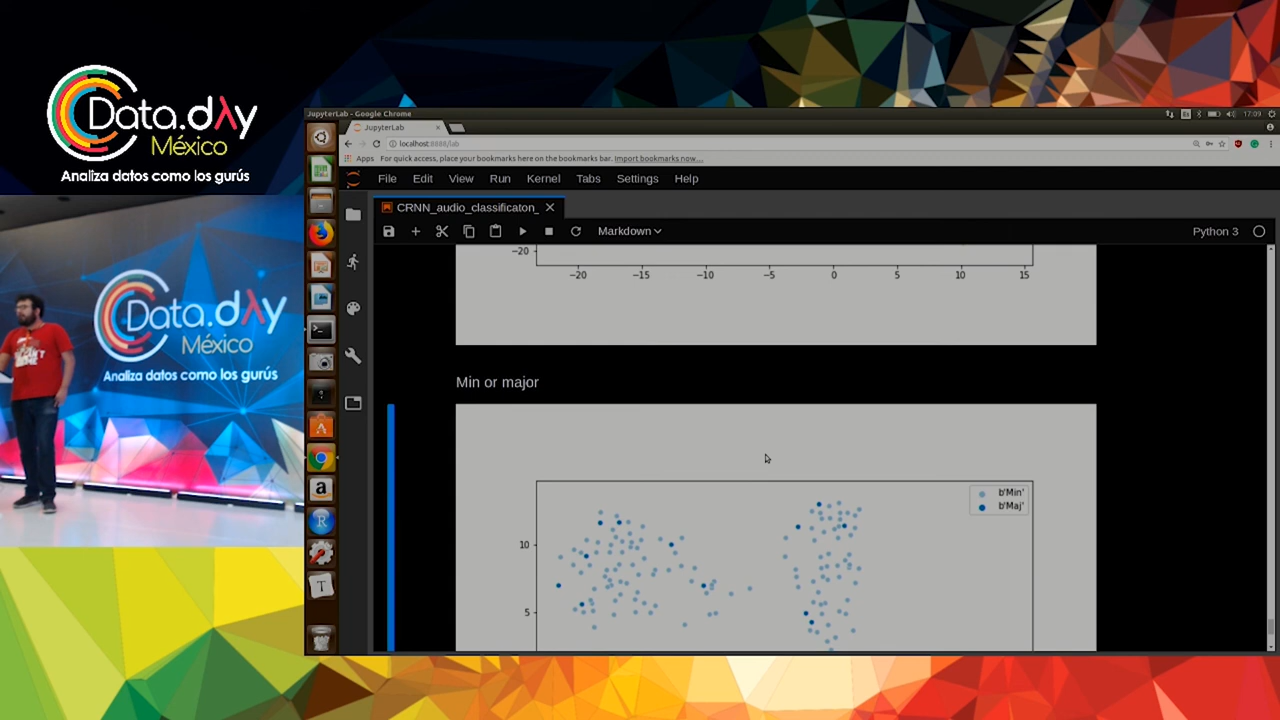 Data.dAy
México
Analiza datos como los gurús
Data.dAy
México
Analiza datos como los gurús
JupyterLab - Google Chrome
17:09
JupyterLab
localhost:8888/lab
Apps For quick access, place your bookmarks here on the bookmarks bar. Import bookmarks now...
File Edit View Run Kernel Tabs Settings Help
CRNN_audio_classificaton_
Markdown
Python 3
−20
−20 −15 −10 −5 0 5 10 15
Min or major
b'Min'
b'Maj'
10
5